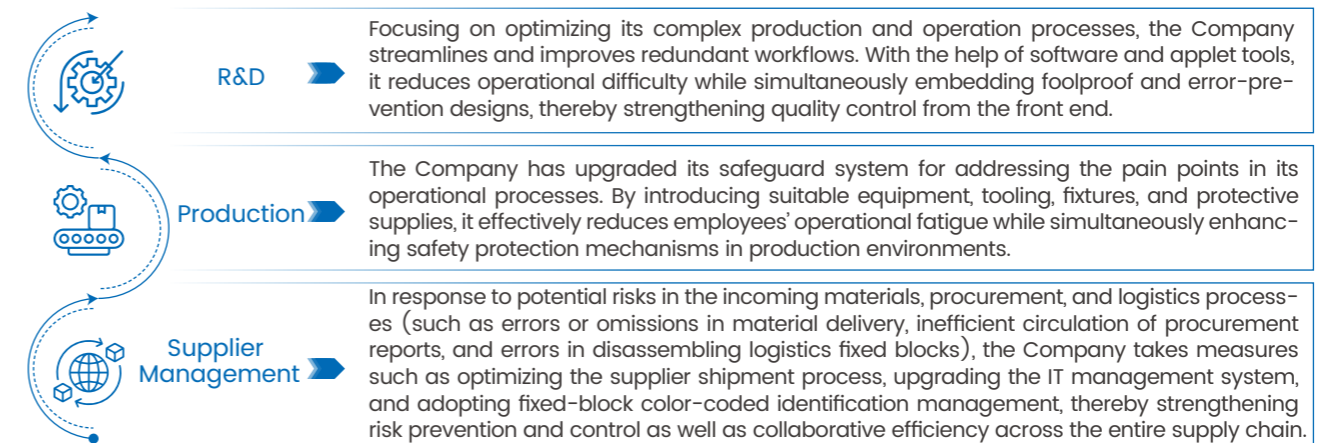 R&D
Focusing on optimizing its complex production and operation processes, the Company
streamlines and improves redundant workflows. With the help of software and applet tools,
it reduces operational difficulty while simultaneously embedding foolproof and error-pre-
vention designs, thereby strengthening quality control from the front end.
Production
The Company has upgraded its safeguard system for addressing the pain points in its
operational processes. By introducing suitable equipment, tooling, fixtures, and protective
supplies, it effectively reduces employees’ operational fatigue while simultaneously enhanc-
ing safety protection mechanisms in production environments.
Supplier
Management
In response to potential risks in the incoming materials, procurement, and logistics process-
es (such as errors or omissions in material delivery, inefficient circulation of procurement
reports, and errors in disassembling logistics fixed blocks), the Company takes measures
such as optimizing the supplier shipment process, upgrading the IT management system,
and adopting fixed-block color-coded identification management, thereby strengthening
risk prevention and control as well as collaborative efficiency across the entire supply chain.